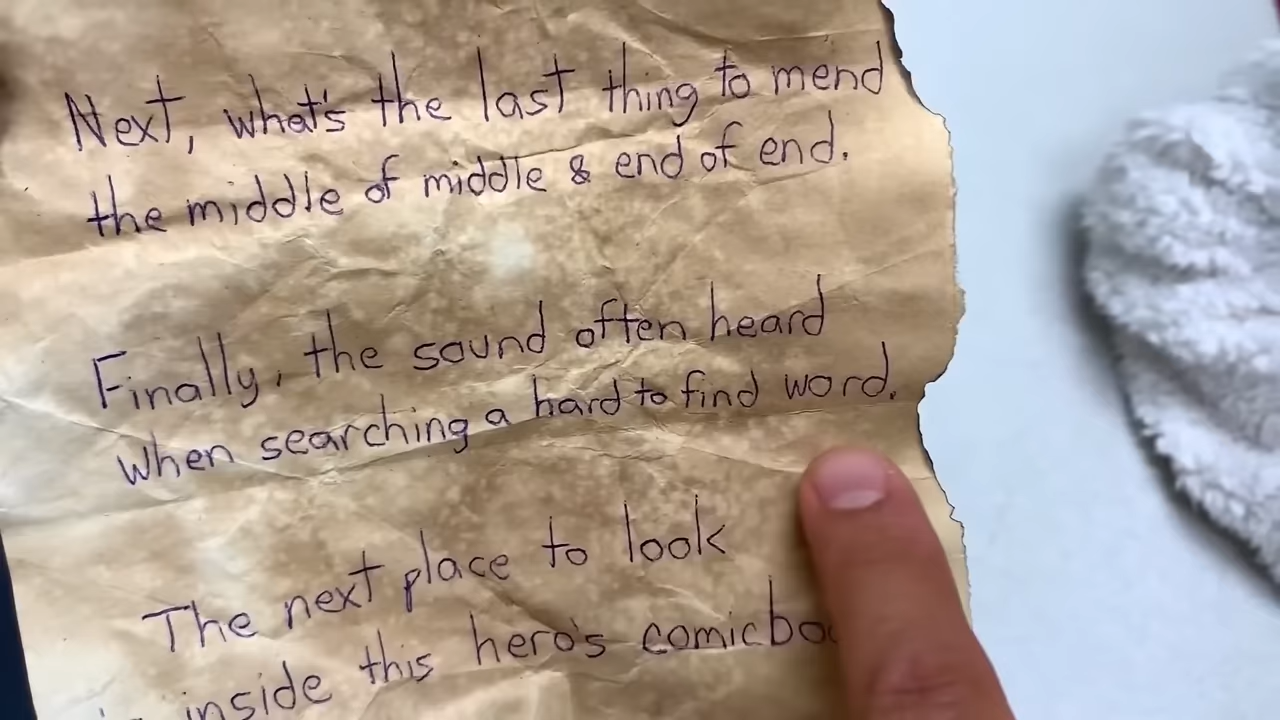 Next, what's the last thing to mend
the middle of middle & end of end.
Finally, the sound often heard
when searching a hard to find word.
The next place to look
inside this hero's